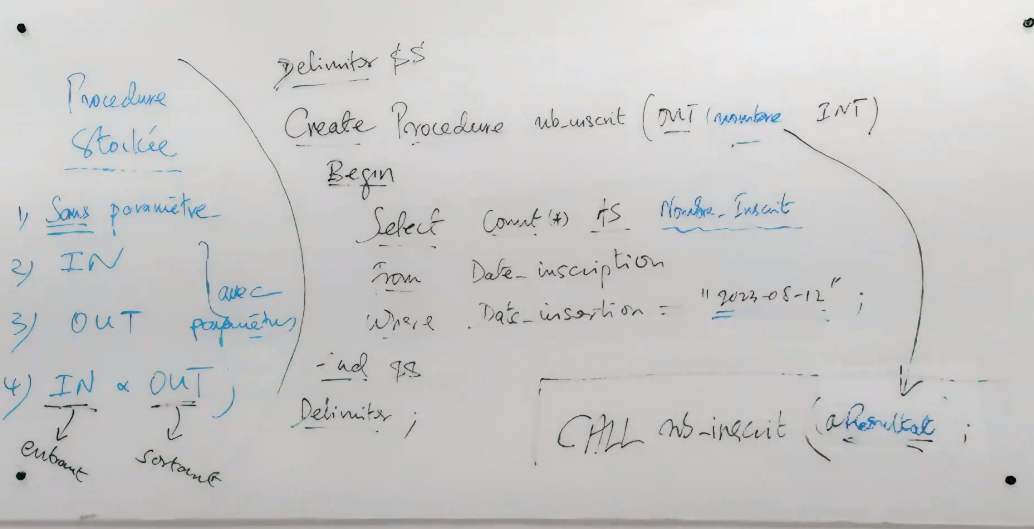 Procedure
Stockée
1) Sans paramètre
2) IN
3) OUT
avec
paramètres
4) IN & OUT
entrant
sortant
Delimiter $$
Create Procedure nb_inscrit (OUT nombre INT)
Begin
Select Count(*) AS Nombre_Inscrit
From Date_inscription
Where Date_insertion = "2023-05-12" ;
End $$
Delimiter ;
CALL nb_inscrit (@Resultat ;